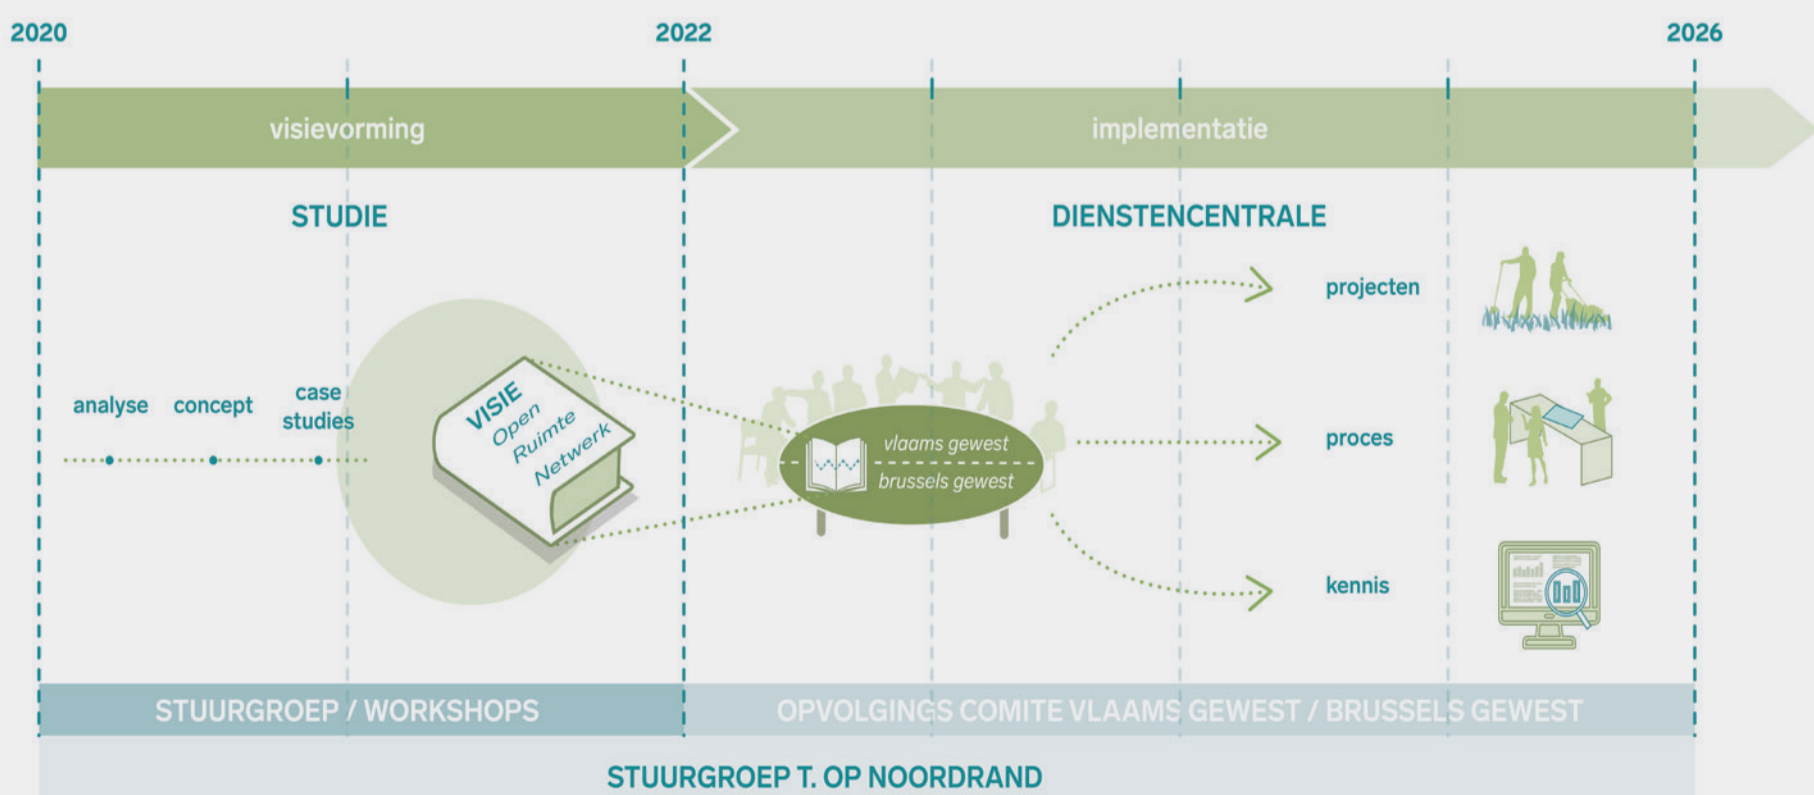 2020
2022
2026
visievorming
implementatie
STUDIE
DIENSTENCENTRALE
analyse
concept
case
studies
VISIE
Open
Ruimte
Netwerk
vlaams gewest
brussels gewest
projecten
proces
kennis
STUURGROEP / WORKSHOPS
OPVOLGINGS COMITE VLAAMS GEWEST / BRUSSELS GEWEST
STUURGROEP T. OP NOORDRAND